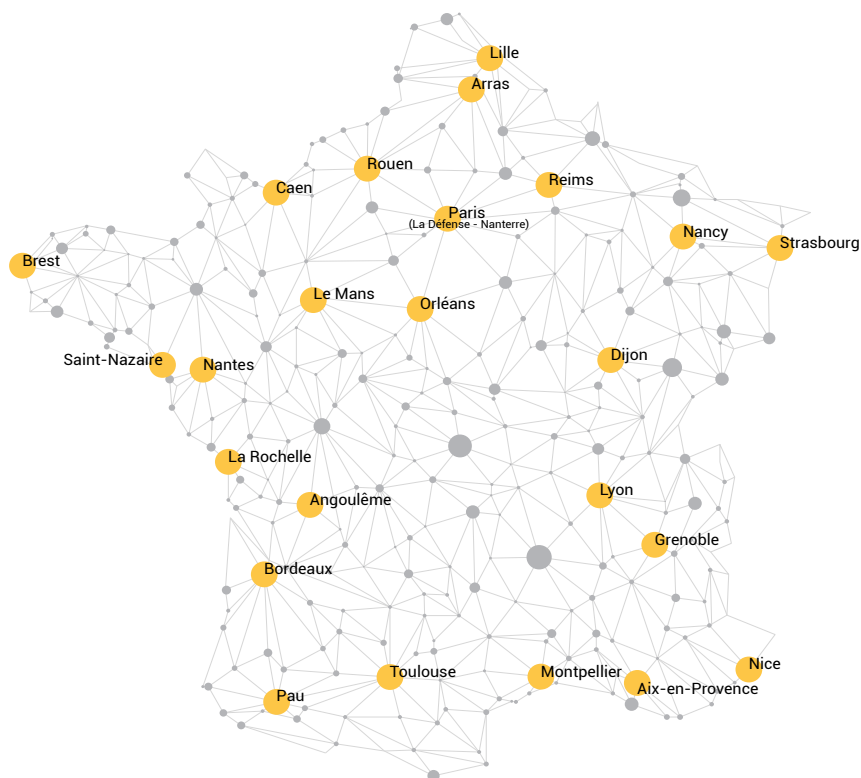 Lille
Arras
Rouen
Reims
Caen
Paris
(La Défense - Nanterre)
Nancy
Strasbourg
Brest
Le Mans
Orléans
Saint-Nazaire
Nantes
Dijon
La Rochelle
Angoulême
Lyon
Grenoble
Bordeaux
Toulouse
Montpellier
Nice
Aix-en-Provence
Pau